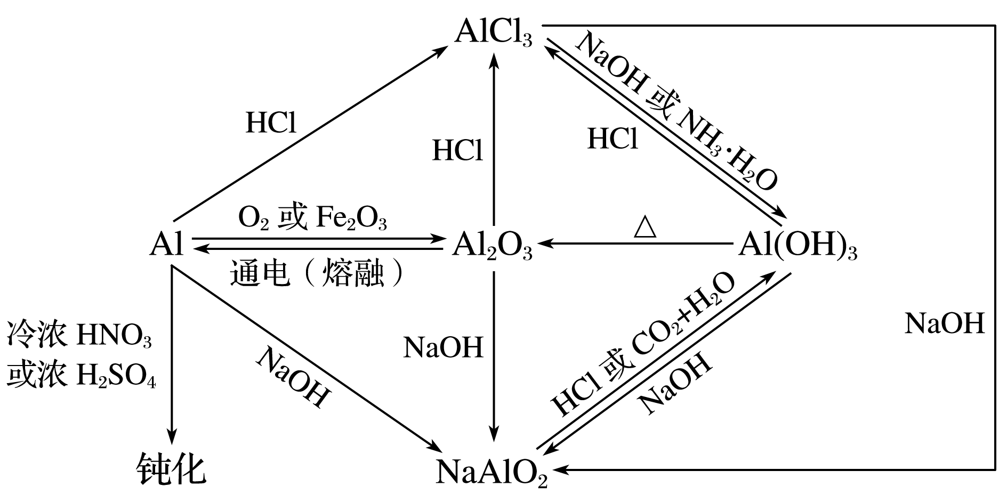 AlCl₃
NaOH 或 NH₃·H₂O
HCl
HCl
HCl
O₂ 或 Fe₂O₃
△
Al
Al₂O₃
Al(OH)₃
通电（熔融）
冷浓 HNO₃
或浓 H₂SO₄
NaOH
NaOH
HCl 或 CO₂+H₂O
NaOH
NaOH
钝化
NaAlO₂